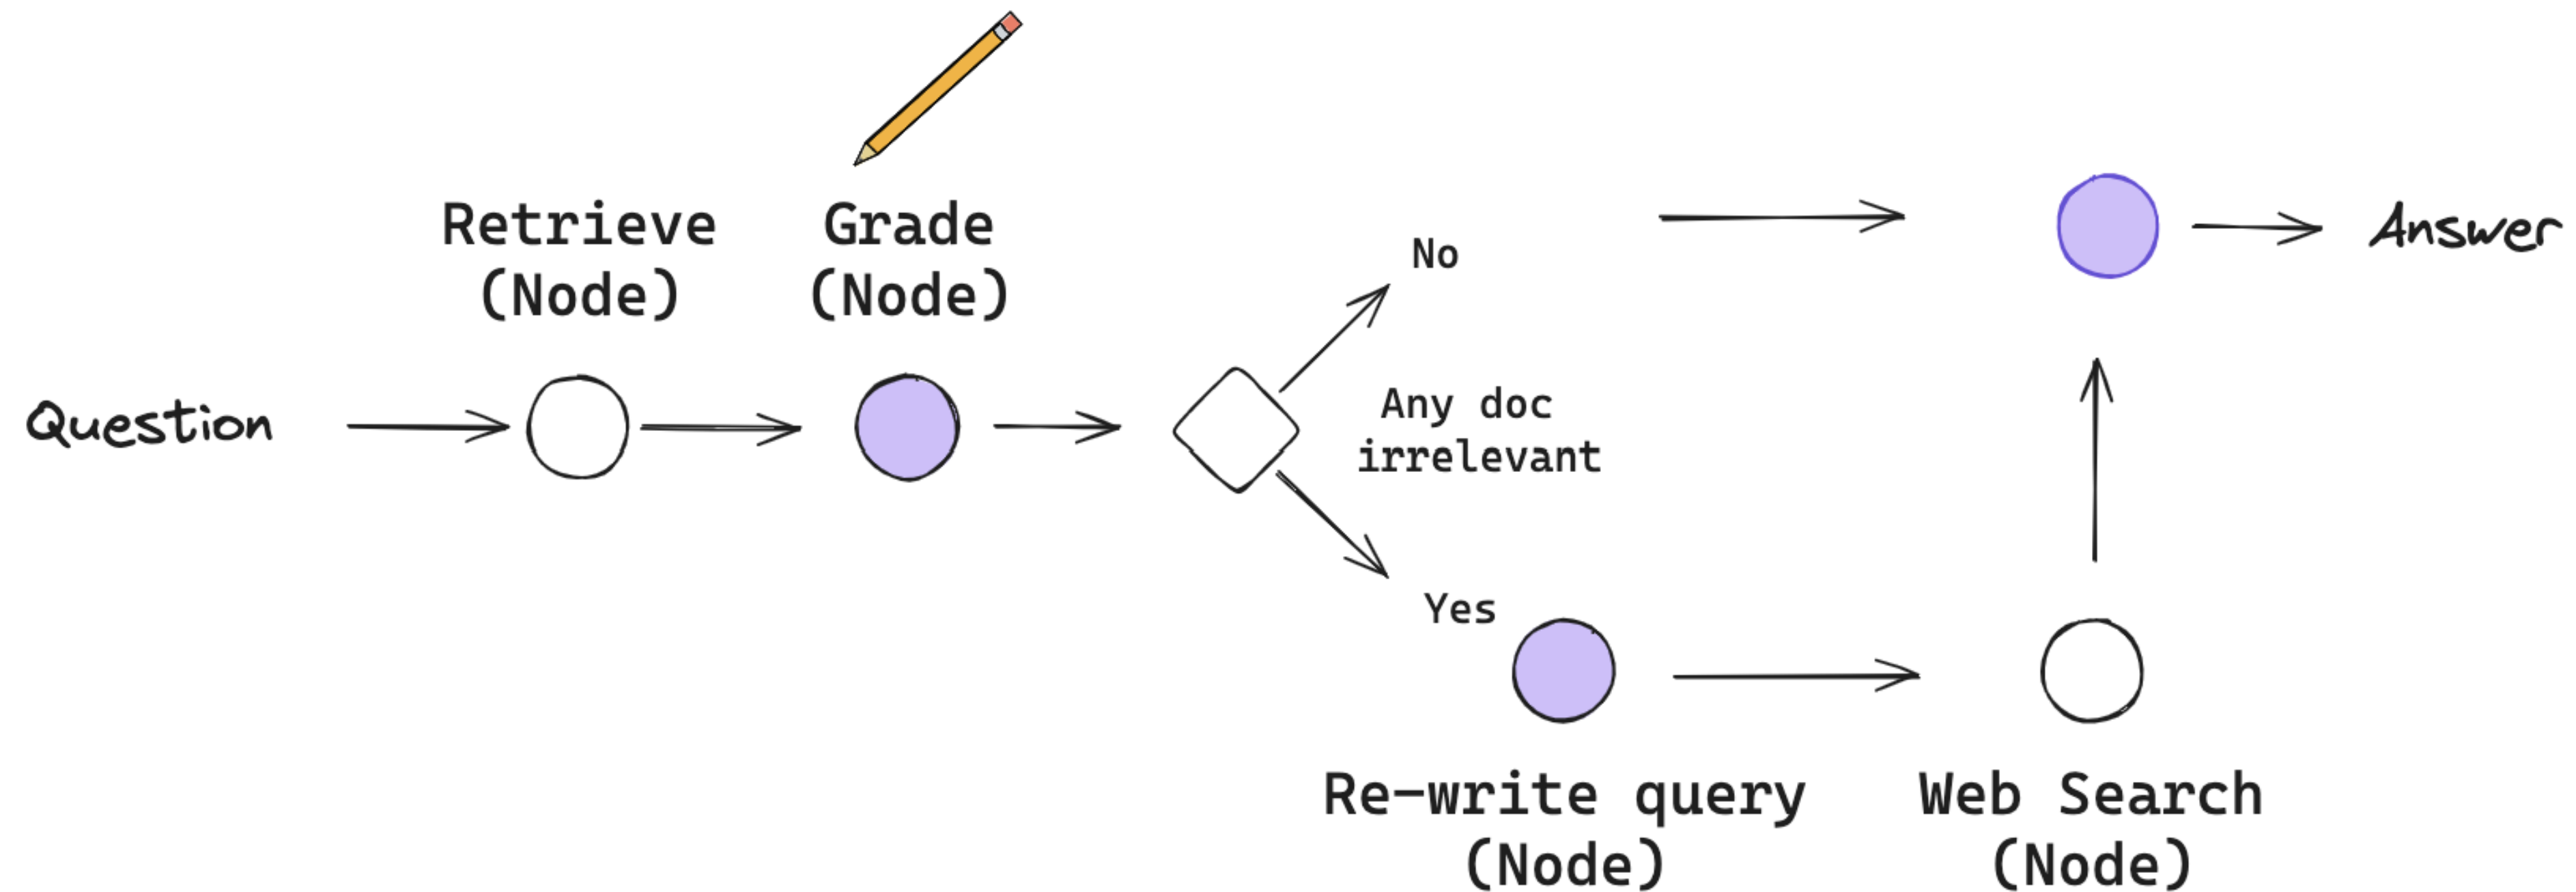 Retrieve
(Node)
Grade
(Node)
Question
No
Any doc
irrelevant
Yes
Answer
Re-write query
(Node)
Web Search
(Node)